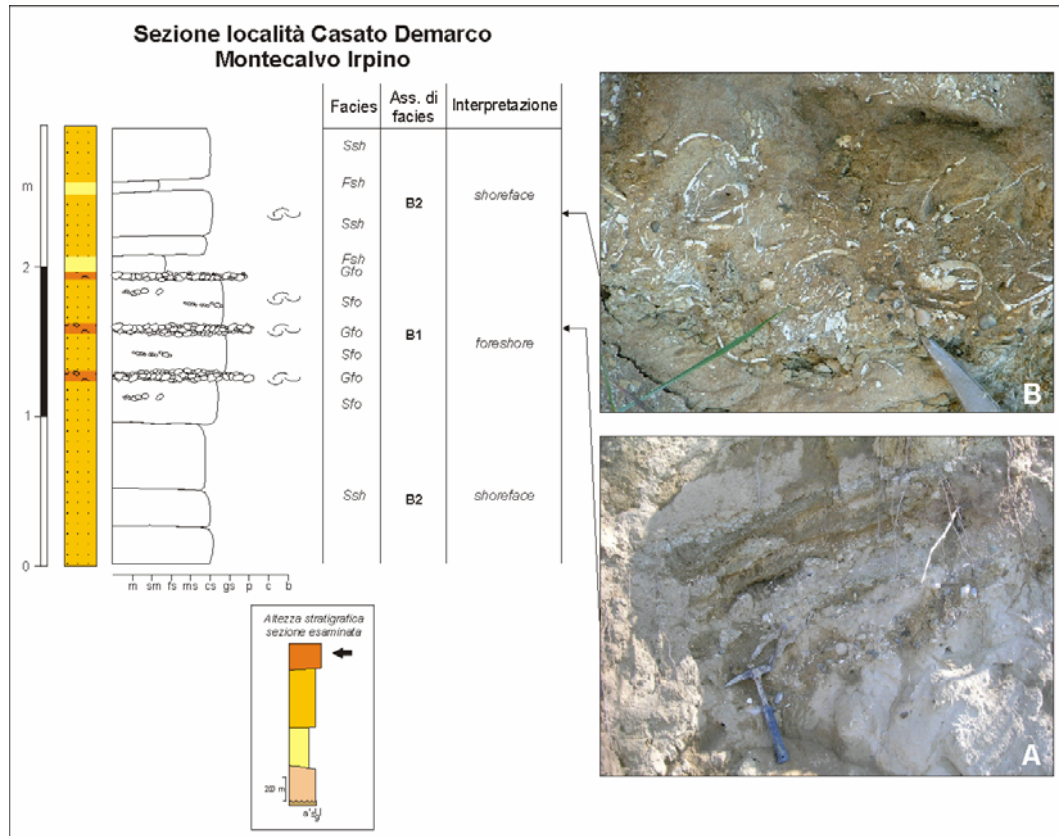 Sezione località Casato Demarco
Montecalvo Irpino
Facies
Ass. di
facies
Interpretazione
m
2
1
0
Ssh
Fsh
Ssh
Fsh
Gfo
Sfo
Gfo
Sfo
Gfo
Sfo
Ssh
B2
B1
B2
shoreface
foreshore
shoreface
m sm fs ms cs gs p c b
Altezza stratigrafica
sezione esaminata
200 m
B
A